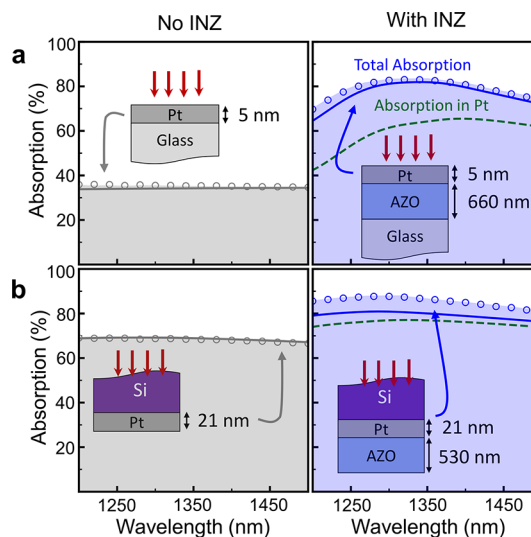 No INZ
With INZ
a
Absorption (%)
100
80
60
40
20
Pt
5 nm
Glass
Total Absorption
Absorption in Pt
Pt
5 nm
AZO
660 nm
Glass
b
Absorption (%)
100
80
60
40
20
Si
Pt
21 nm
Si
Pt
21 nm
AZO
530 nm
1250
1350
1450
1250
1350
1450
Wavelength (nm)
Wavelength (nm)